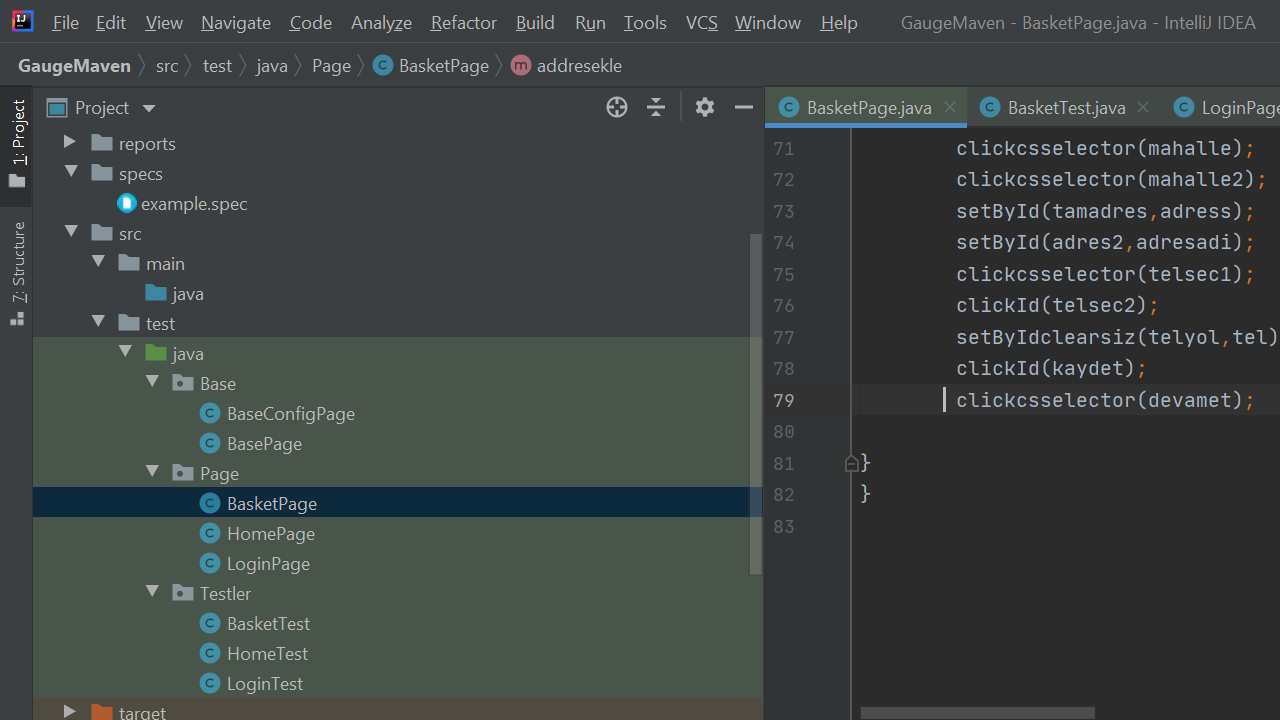 File Edit View Navigate Code Analyze Refactor Build Run Tools VCS Window Help GaugeMaven - BasketPage.java - IntelliJ IDEA
GaugeMaven src test java Page BasketPage addresekle
1: Project
7: Structure
Project
reports
specs
example.spec
src
main
java
test
java
Base
BaseConfigPage
BasePage
Page
BasketPage
HomePage
LoginPage
Testler
BasketTest
HomeTest
LoginTest
target
BasketPage.java BasketTest.java LoginPage
71 clickcsselector(mahalle);
72 clickcsselector(mahalle2);
73 setById(tamadres,adress);
74 setById(adres2,adresadi);
75 clickcsselector(telsec1);
76 clickId(telsec2);
77 setByIdclearsiz(telyol,tel)
78 clickId(kaydet);
79 clickcsselector(devamet);
80
81 }
82 }
83